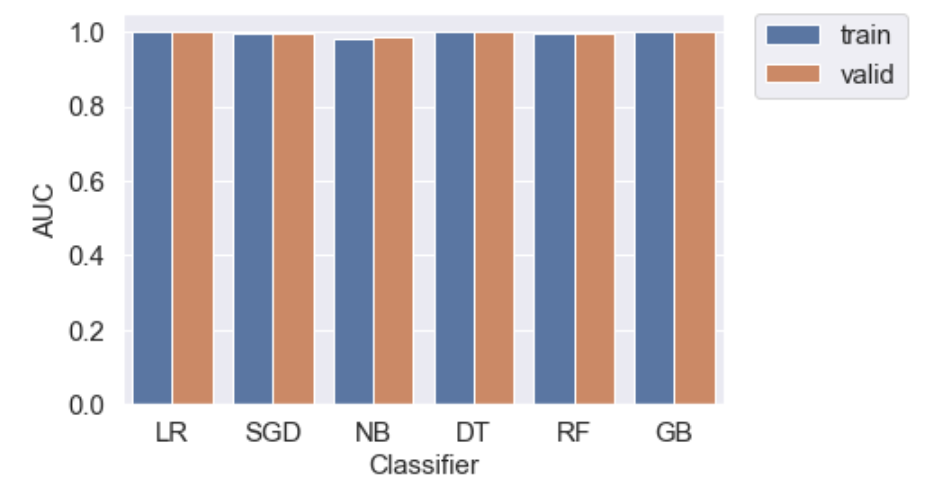 1.0
0.8
0.6
0.4
0.2
0.0
AUC
LR SGD NB DT RF GB
Classifier
train
valid